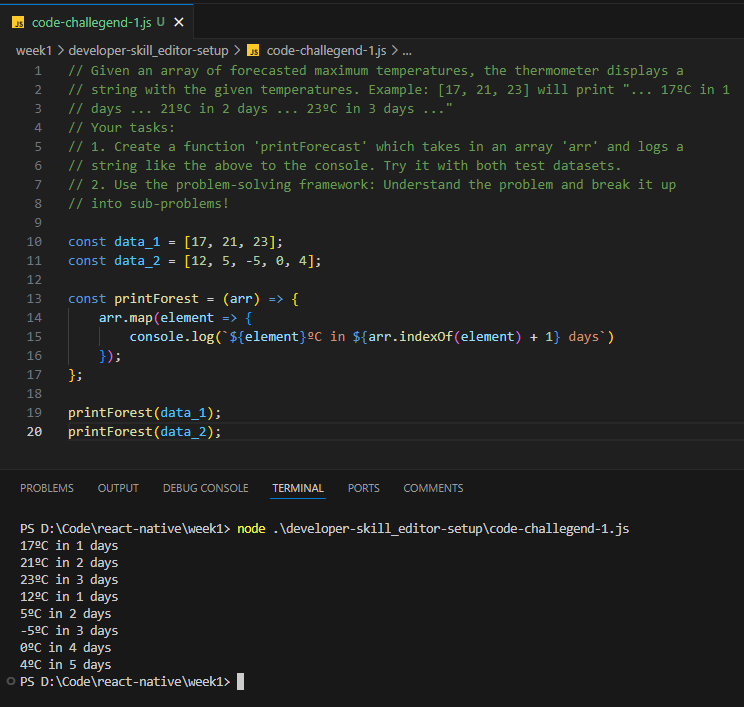 JS code-challegend-1.js U ✕
week1 > developer-skill_editor-setup > JS code-challegend-1.js > ...
1 // Given an array of forecasted maximum temperatures, the thermometer displays a
2 // string with the given temperatures. Example: [17, 21, 23] will print "... 17ºC in 1
3 // days ... 21ºC in 2 days ... 23ºC in 3 days ..."
4 // Your tasks:
5 // 1. Create a function 'printForecast' which takes in an array 'arr' and logs a
6 // string like the above to the console. Try it with both test datasets.
7 // 2. Use the problem-solving framework: Understand the problem and break it up
8 // into sub-problems!
9
10 const data_1 = [17, 21, 23];
11 const data_2 = [12, 5, -5, 0, 4];
12
13 const printForest = (arr) => {
14 arr.map(element => {
15 console.log(`${element}ºC in ${arr.indexOf(element) + 1} days`)
16 });
17 };
18
19 printForest(data_1);
20 printForest(data_2);
PROBLEMS OUTPUT DEBUG CONSOLE TERMINAL PORTS COMMENTS
PS D:\Code\react-native\week1> node .\developer-skill_editor-setup\code-challegend-1.js
17ºC in 1 days
21ºC in 2 days
23ºC in 3 days
12ºC in 1 days
5ºC in 2 days
-5ºC in 3 days
0ºC in 4 days
4ºC in 5 days
PS D:\Code\react-native\week1>